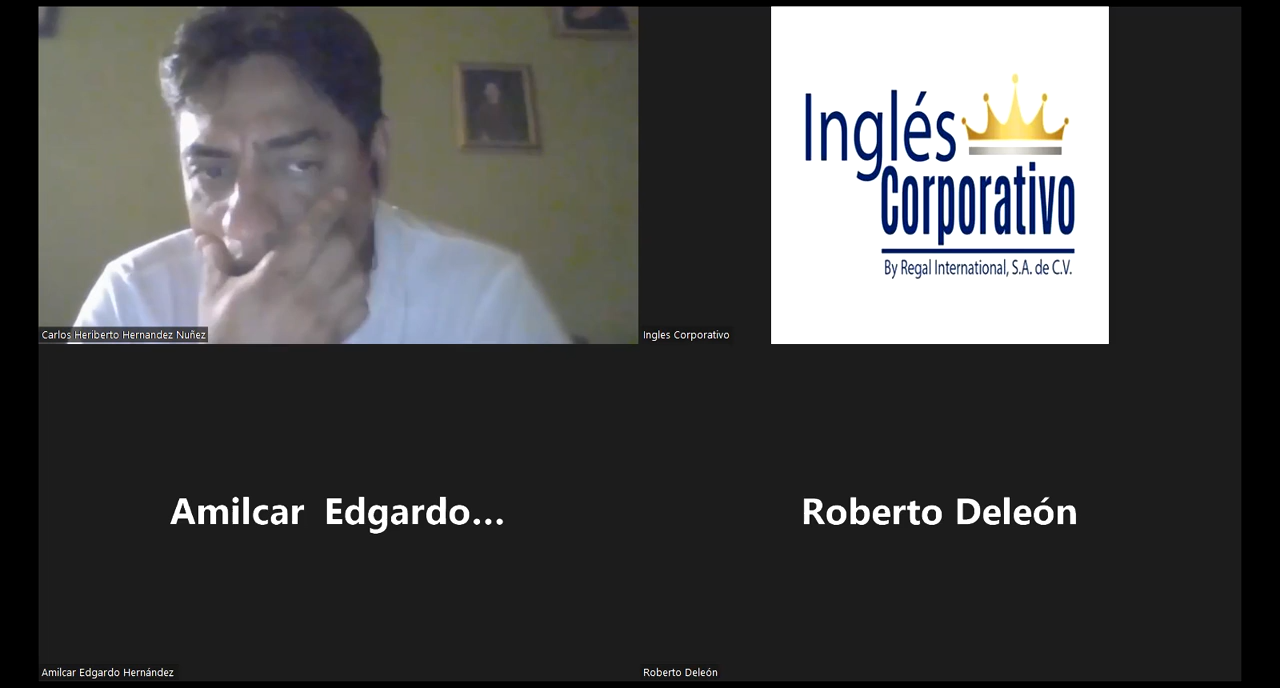 Inglés
Corporativo
By Regal International, S.A. de C.V.
Carlos Heriberto Hernandez Nuñez
Ingles Corporativo
Amilcar Edgardo...
Roberto Deleón
Amilcar Edgardo Hernández
Roberto Deleón